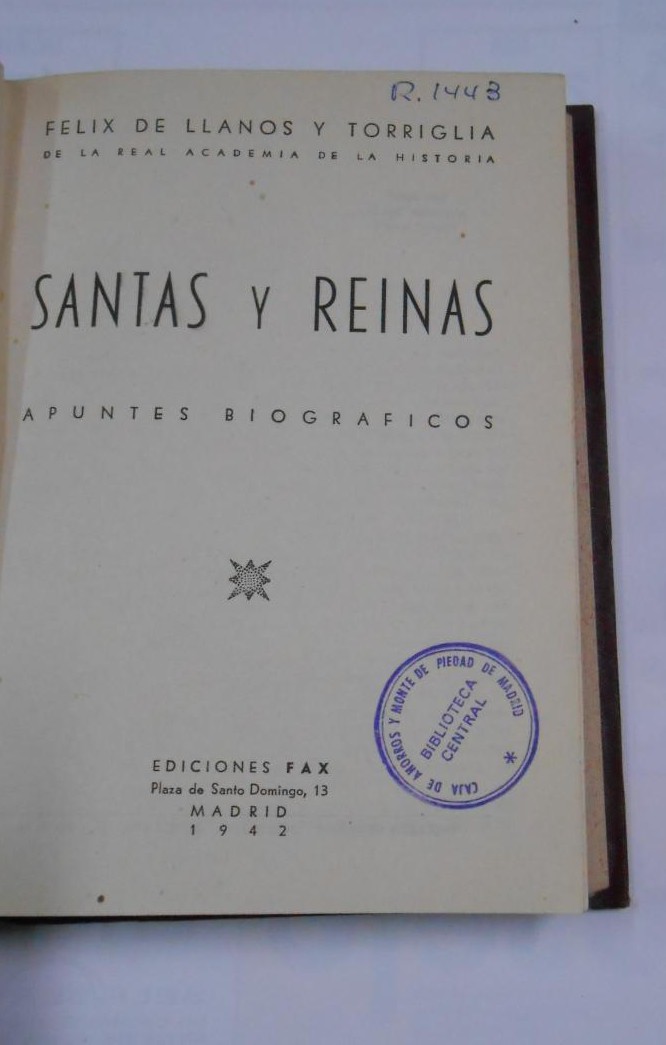 R. 1443
FELIX DE LLANOS Y TORRIGLIA
DE LA REAL ACADEMIA DE LA HISTORIA
SANTAS Y REINAS
APUNTES BIOGRAFICOS
EDICIONES FAX
Plaza de Santo Domingo, 13
MADRID
1942
CAJA DE AHORROS Y MONTE DE PIEDAD DE MADRID
BIBLIOTECA
CENTRAL
*